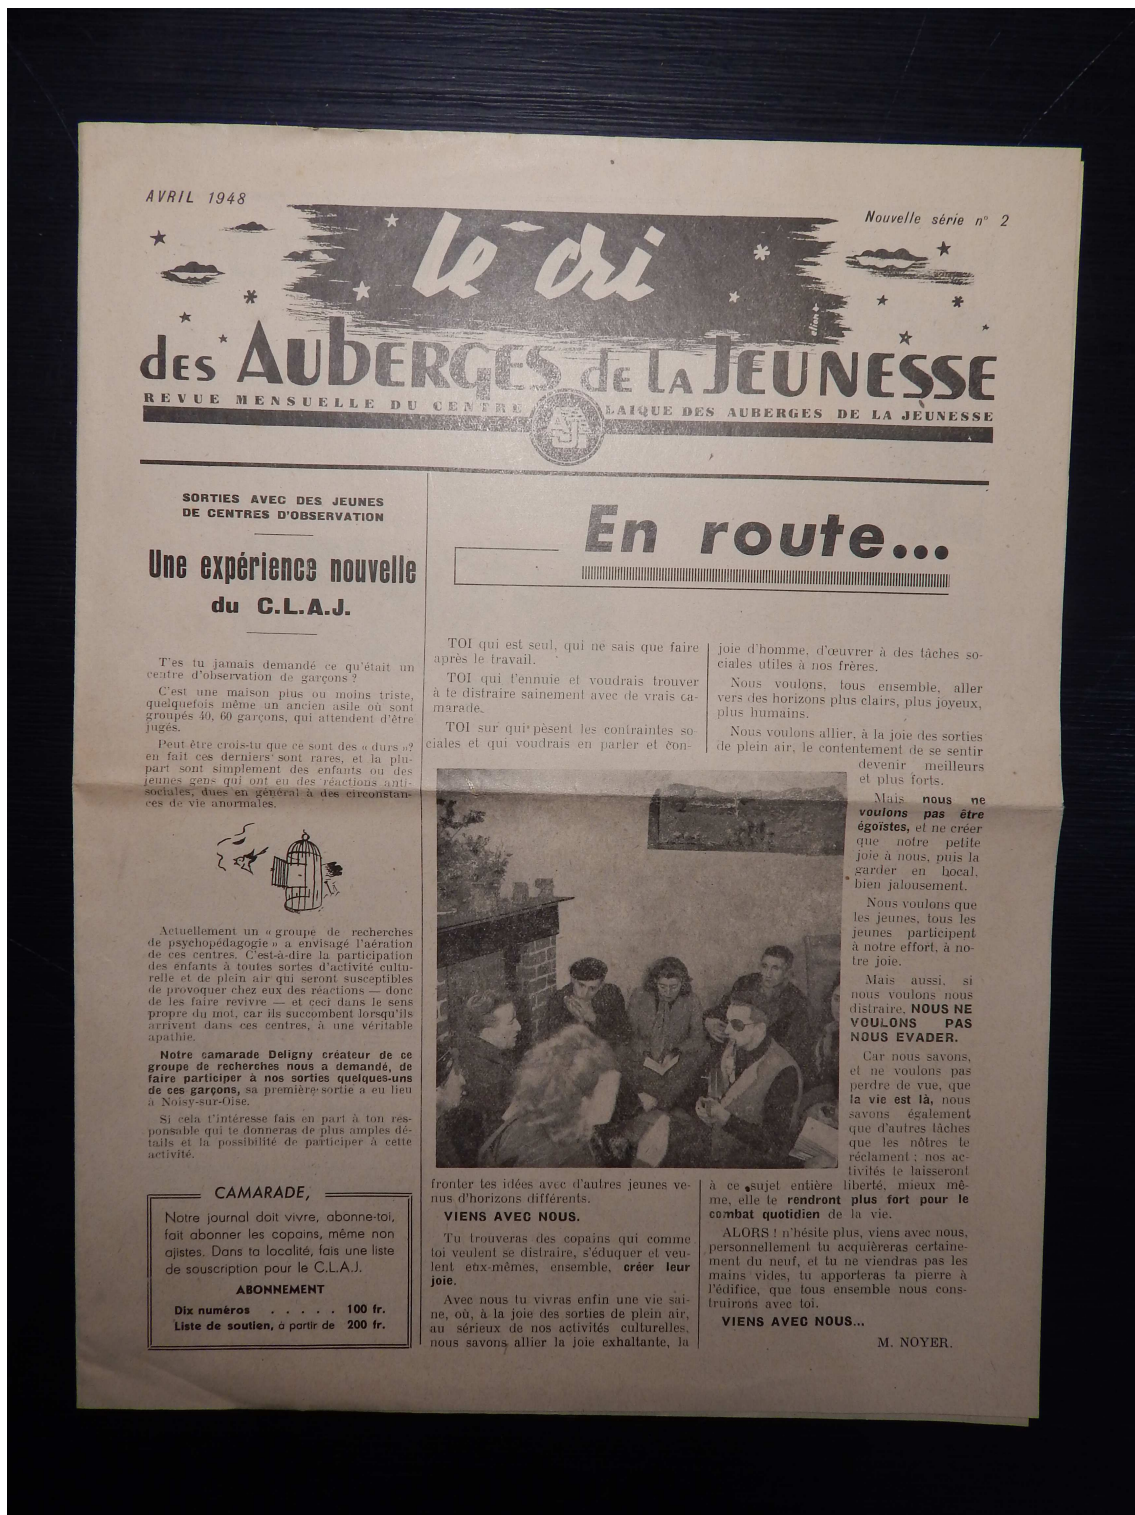 AVRIL 1948
Nouvelle série n° 2
le cri
des AUBERGES de LA JEUNESSE
REVUE MENSUELLE DU CENTRE LAIQUE DES AUBERGES DE LA JEUNESSE
AJ
SORTIES AVEC DES JEUNES
DE CENTRES D'OBSERVATION
Une expérience nouvelle
du C.L.A.J.
T'es tu jamais demandé ce qu'était un
centre d'observation de garçons ?
C'est une maison plus ou moins triste,
quelquefois même un ancien asile où sont
groupés 40, 60 garçons, qui attendent d'être
jugés.
Peut être crois-tu que ce sont des « durs »?
en fait ces derniers sont rares, et la plu-
part sont simplement des enfants ou des
jeunes gens qui ont eu des réactions anti-
sociales, dues en général à des circonstan-
ces de vie anormales.
Actuellement un « groupe de recherches
de psychopédagogie » a envisagé l'aération
de ces centres. C'est-à-dire la participation
des enfants à toutes sortes d'activité cultu-
relle et de plein air qui seront susceptibles
de provoquer chez eux des réactions — donc
de les faire revivre — et ceci dans le sens
propre du mot, car ils succombent lorsqu'ils
arrivent dans ces centres, à une véritable
apathie.
Notre camarade Deligny créateur de ce
groupe de recherches nous a demandé, de
faire participer à nos sorties quelques-uns
de ces garçons, sa première sortie a eu lieu
à Noisy-sur-Oise.
Si cela t'intéresse fais en part à ton res-
ponsable qui te donneras de plus amples dé-
tails et la possibilité de participer à cette
activité.
CAMARADE,
Notre journal doit vivre, abonne-toi,
fait abonner les copains, même non
ajistes. Dans ta localité, fais une liste
de souscription pour le C.L.A.J.
ABONNEMENT
Dix numéros . . . . . 100 fr.
Liste de soutien, à partir de 200 fr.
En route...
TOI qui est seul, qui ne sais que faire
après le travail.
TOI qui t'ennuie et voudrais trouver
à te distraire sainement avec de vrais ca-
marade.
TOI sur qui pèsent les contraintes so-
ciales et qui voudrais en parler et con-
fronter tes idées avec d'autres jeunes ve-
nus d'horizons différents.
VIENS AVEC NOUS.
Tu trouveras des copains qui comme
toi veulent se distraire, s'éduquer et veu-
lent eux-mêmes, ensemble, créer leur
joie.
Avec nous tu vivras enfin une vie sai-
ne, où, à la joie des sorties de plein air,
au sérieux de nos activités culturelles,
nous savons allier la joie exhaltante, la
joie d'homme, d'œuvrer à des tâches so-
ciales utiles à nos frères.
Nous voulons, tous ensemble, aller
vers des horizons plus clairs, plus joyeux,
plus humains.
Nous voulons allier, à la joie des sorties
de plein air, le contentement de se sentir
devenir meilleurs
et plus forts.
Mais nous ne
voulons pas être
égoïstes, et ne créer
que notre petite
joie à nous, puis la
garder en bocal,
bien jalousement.
Nous voulons que
les jeunes, tous les
jeunes participent
à notre effort, à no-
tre joie.
Mais aussi, si
nous voulons nous
distraire, NOUS NE
VOULONS PAS
NOUS EVADER.
Car nous savons,
et ne voulons pas
perdre de vue, que
la vie est là, nous
savons également
que d'autres tâches
que les nôtres te
réclament ; nos ac-
tivités te laisseront
à ce sujet entière liberté, mieux mê-
me, elle te rendront plus fort pour le
combat quotidien de la vie.
ALORS ! n'hésite plus, viens avec nous,
personnellement tu acquièreras certaine-
ment du neuf, et tu ne viendras pas les
mains vides, tu apporteras ta pierre à
l'édifice, que tous ensemble nous cons-
truirons avec toi.
VIENS AVEC NOUS...
M. NOYER.